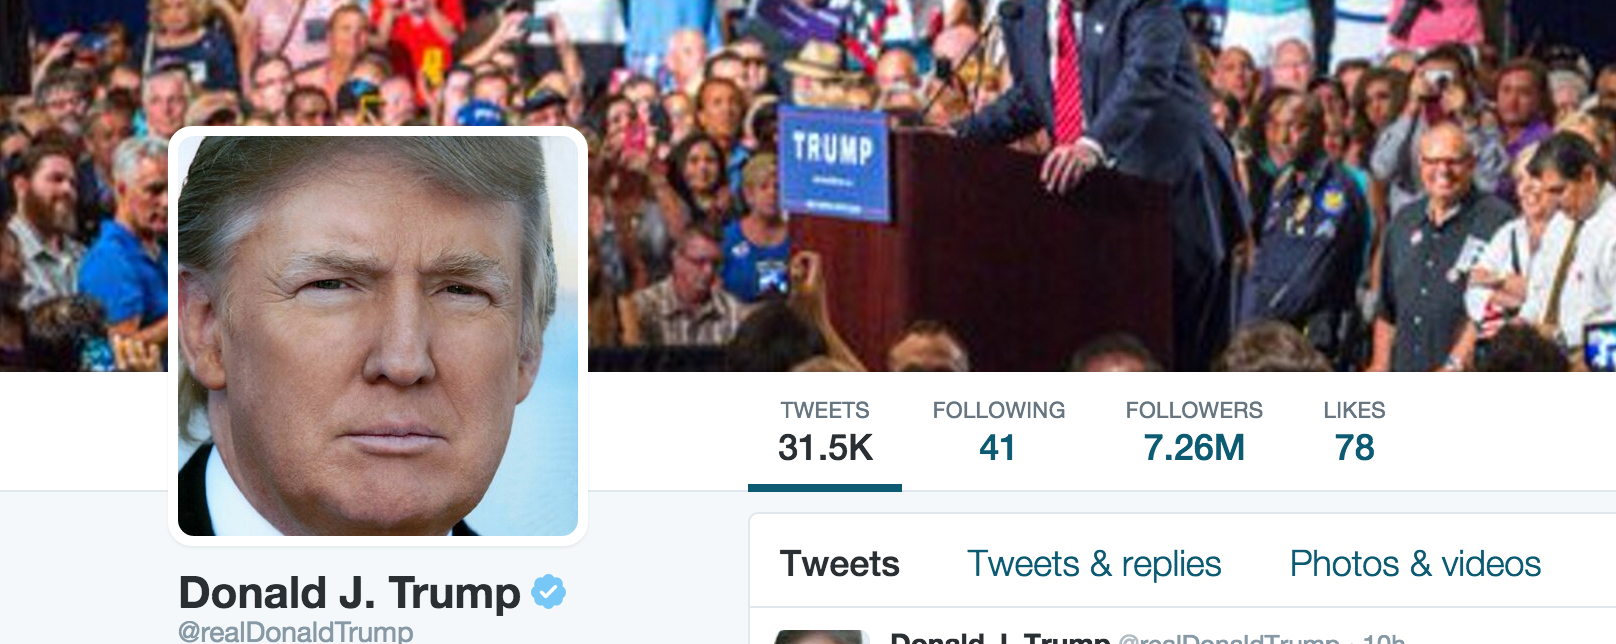 TRUMP
TWEETS FOLLOWING FOLLOWERS LIKES
31.5K 41 7.26M 78
Tweets Tweets & replies Photos & videos
Donald J. Trump
@realDonaldTrump
Donald J. Trump @realDonaldTrump · 10h